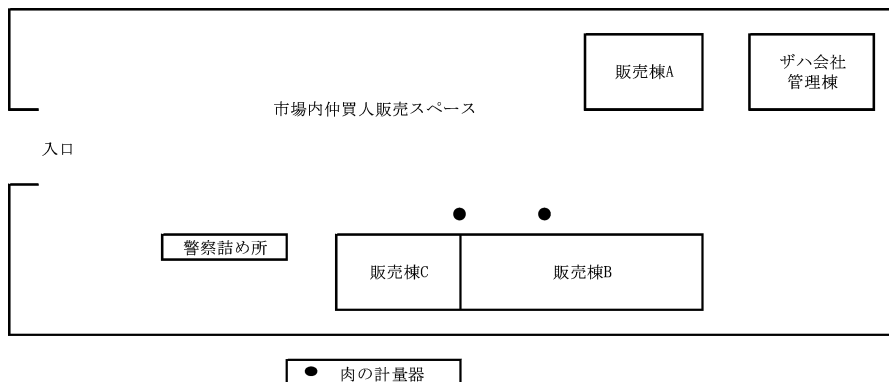 販売棟A
ザハ会社
管理棟
市場内仲買人販売スペース
入口
警察詰め所
販売棟C
販売棟B
肉の計量器